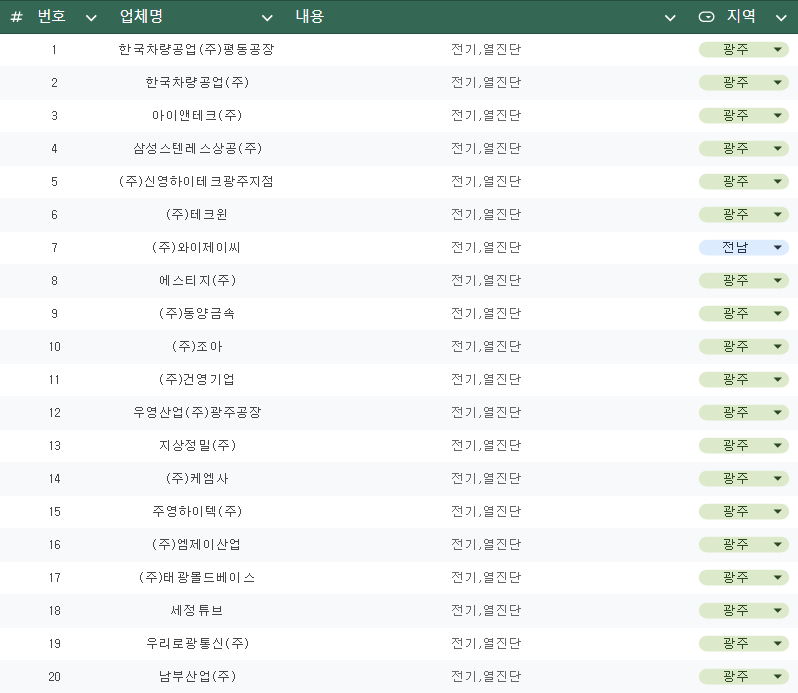 # 번호 업체명 내용 지역
1 한국차량공업(주)평동공장 전기,열진단 광주
2 한국차량공업(주) 전기,열진단 광주
3 아이앤테크(주) 전기,열진단 광주
4 삼성스텐레스상공(주) 전기,열진단 광주
5 (주)신영하이테크광주지점 전기,열진단 광주
6 (주)테크윈 전기,열진단 광주
7 (주)와이제이씨 전기,열진단 전남
8 에스티지(주) 전기,열진단 광주
9 (주)동양금속 전기,열진단 광주
10 (주)조아 전기,열진단 광주
11 (주)건영기업 전기,열진단 광주
12 우영산업(주)광주공장 전기,열진단 광주
13 지상정밀(주) 전기,열진단 광주
14 (주)케엠사 전기,열진단 광주
15 주영하이텍(주) 전기,열진단 광주
16 (주)엠제이산업 전기,열진단 광주
17 (주)태광몰드베이스 전기,열진단 광주
18 세정튜브 전기,열진단 광주
19 우리로광통신(주) 전기,열진단 광주
20 남부산업(주) 전기,열진단 광주